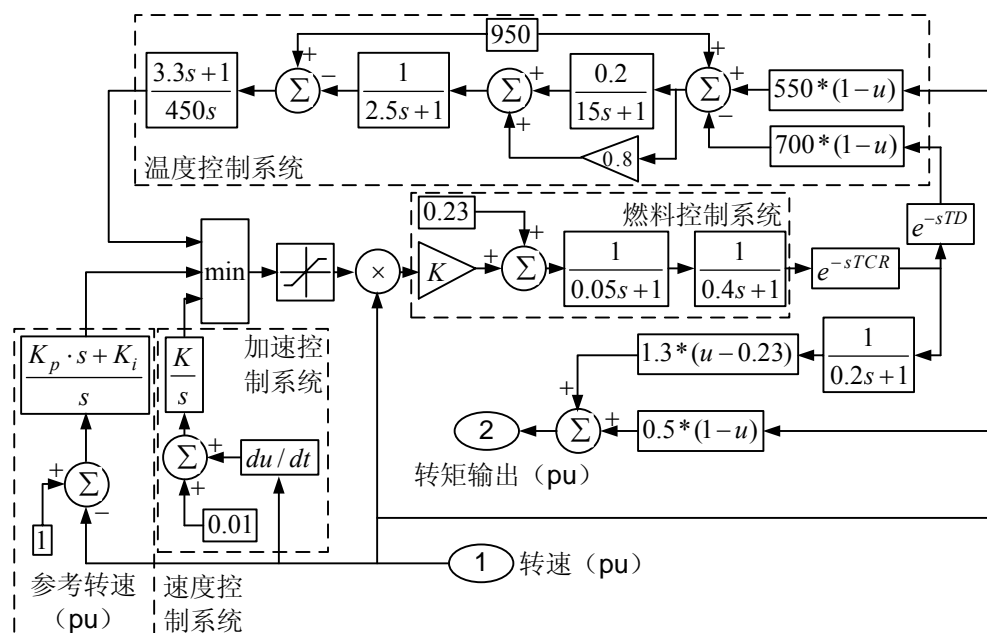 950
3.3s+1
450s
+
Σ
−
1
2.5s+1
+
Σ
+
0.2
15s+1
+
Σ
+
−
550*(1−u)
700*(1−u)
0.8
温度控制系统
0.23
燃料控制系统
e^{-sTD}
min
×
K
+
Σ
+
1
0.05s+1
1
0.4s+1
e^{-sTCR}
K_p·s+K_i
s
K
s
加速控
制系统
1.3*(u−0.23)
1
0.2s+1
+
Σ
+
0.5*(1−u)
2
转矩输出（pu）
+
Σ
−
1
Σ
+
+
du/dt
0.01
1
转速（pu）
参考转速
（pu）
速度控
制系统